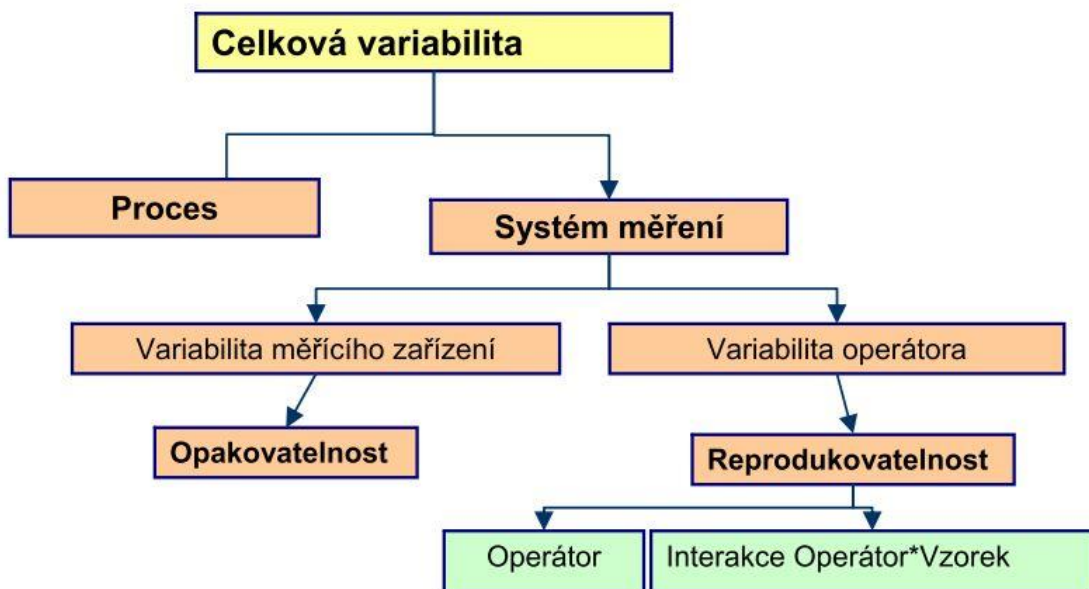 Celková variabilita
Proces
Systém měření
Variabilita měřícího zařízení
Variabilita operátora
Opakovatelnost
Reprodukovatelnost
Operátor
Interakce Operátor*Vzorek